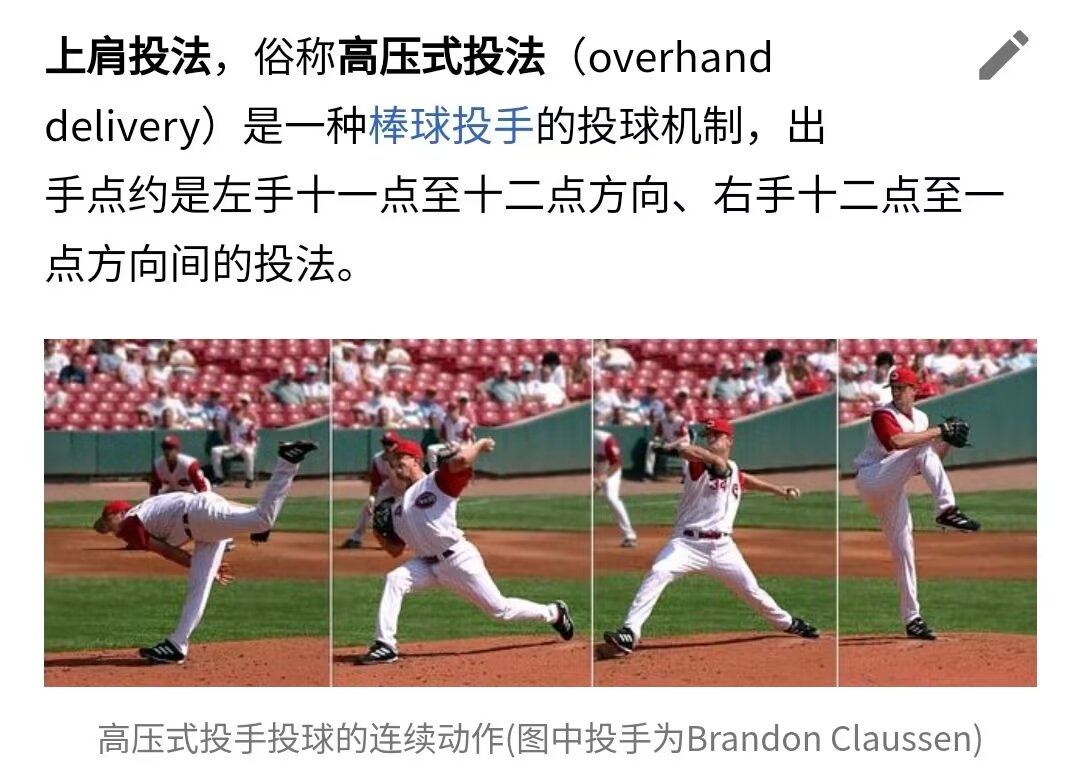 上肩投法，俗称高压式投法（overhand
delivery）是一种棒球投手的投球机制，出
手点约是左手十一点至十二点方向、右手十二点至一
点方向间的投法。
34
高压式投手投球的连续动作(图中投手为Brandon Claussen)